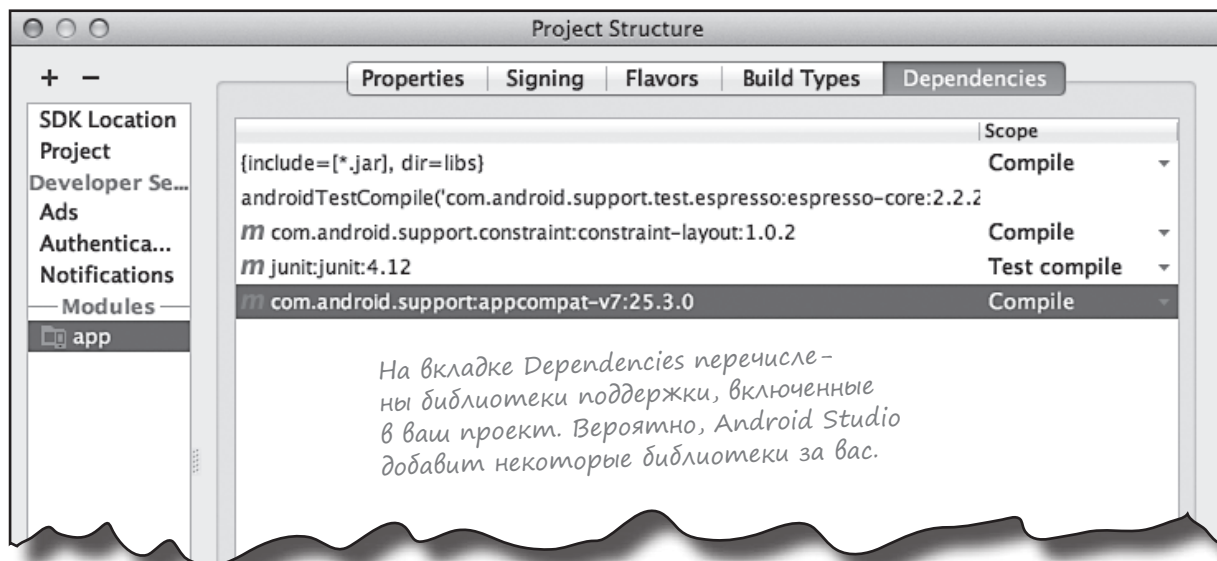 Project Structure
+ −
Properties
Signing
Flavors
Build Types
Dependencies
SDK Location
Project
Developer Se...
Ads
Authentica...
Notifications
Modules
app
Scope
{include=[*.jar], dir=libs} Compile
androidTestCompile('com.android.support.test.espresso:espresso-core:2.2.2
m com.android.support.constraint:constraint-layout:1.0.2 Compile
m junit:junit:4.12 Test compile
m com.android.support:appcompat-v7:25.3.0 Compile
На вкладке Dependencies перечисле-
ны библиотеки поддержки, включенные
в ваш проект. Вероятно, Android Studio
добавит некоторые библиотеки за вас.